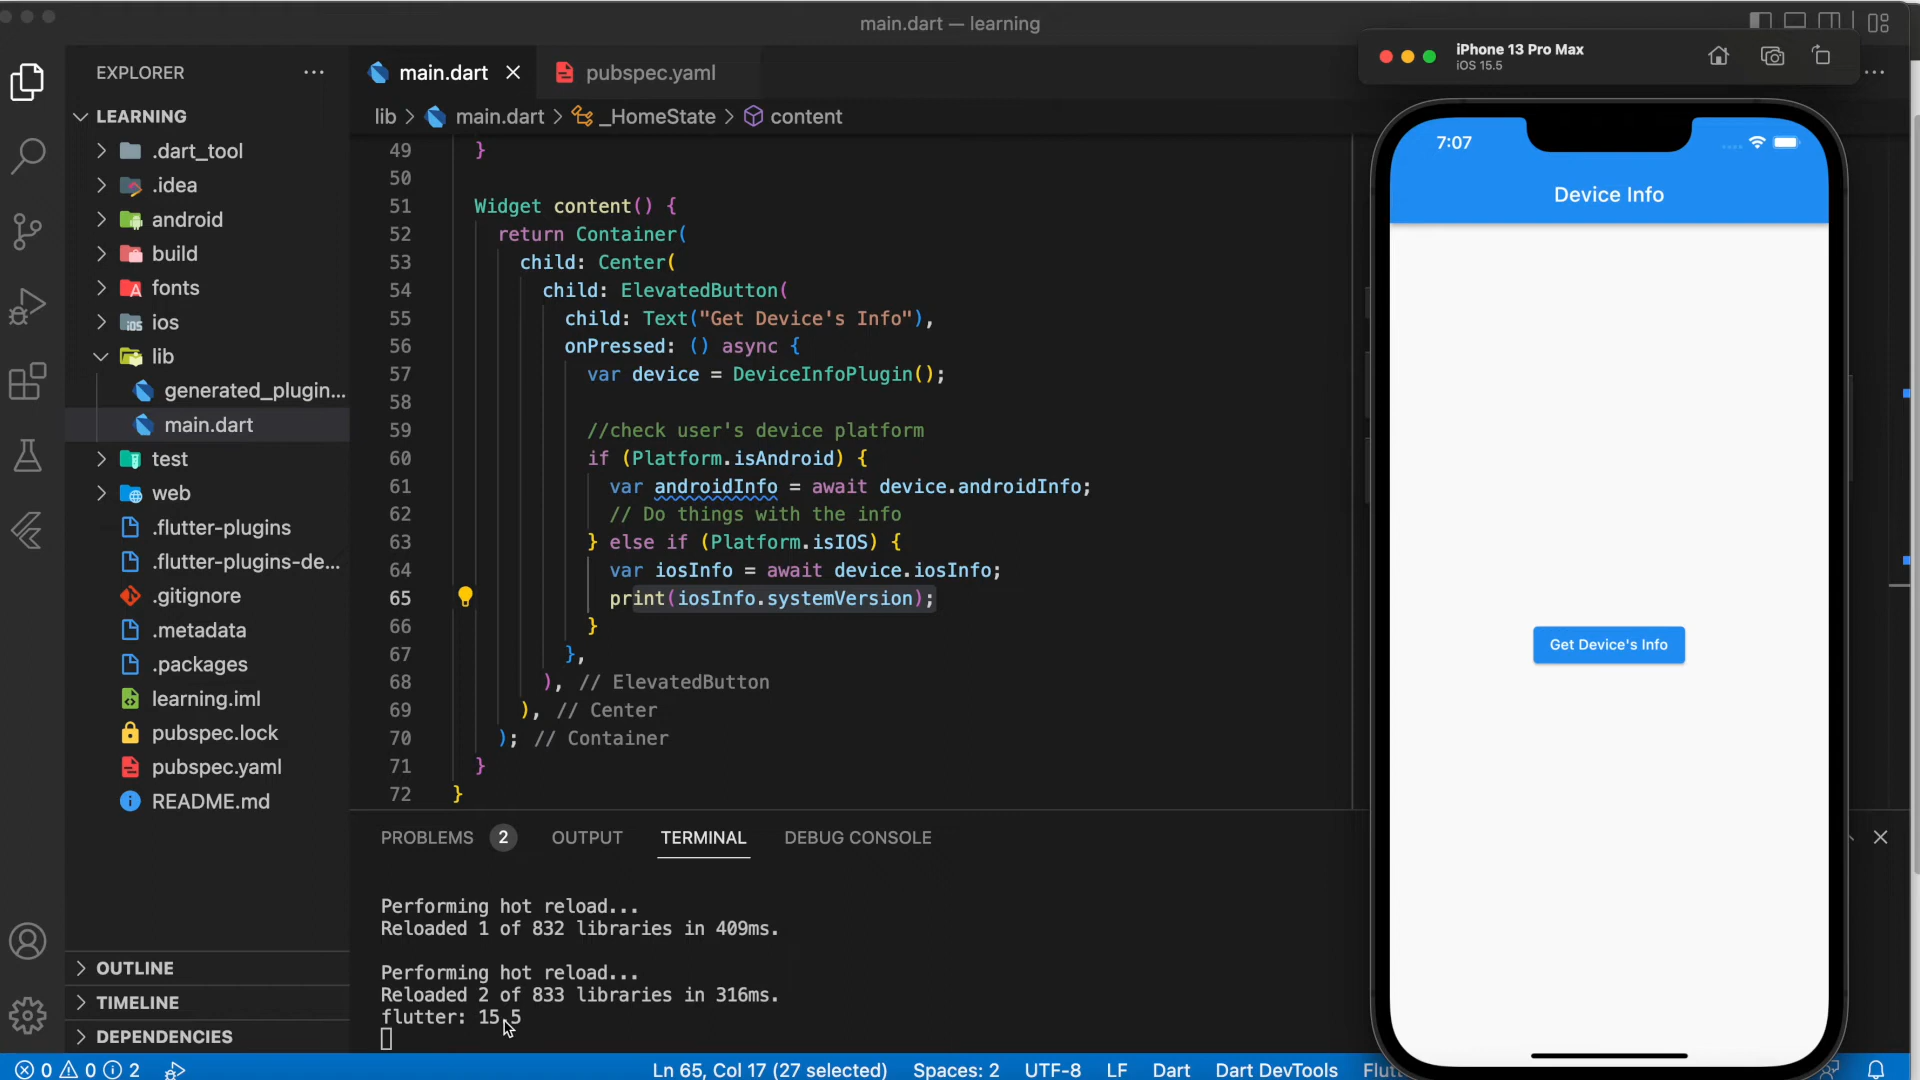 main.dart — learning
EXPLORER
LEARNING
.dart_tool
.idea
android
build
fonts
ios
lib
generated_plugin...
main.dart
test
web
.flutter-plugins
.flutter-plugins-de...
.gitignore
.metadata
.packages
learning.iml
pubspec.lock
pubspec.yaml
README.md
OUTLINE
TIMELINE
DEPENDENCIES
main.dart
pubspec.yaml
lib > main.dart > _HomeState > content
49 }
50
51 Widget content() {
52 return Container(
53 child: Center(
54 child: ElevatedButton(
55 child: Text("Get Device's Info"),
56 onPressed: () async {
57 var device = DeviceInfoPlugin();
58
59 //check user's device platform
60 if (Platform.isAndroid) {
61 var androidInfo = await device.androidInfo;
62 // Do things with the info
63 } else if (Platform.isIOS) {
64 var iosInfo = await device.iosInfo;
65 print(iosInfo.systemVersion);
66 }
67 },
68 ), // ElevatedButton
69 ), // Center
70 ); // Container
71 }
72 }
PROBLEMS 2 OUTPUT TERMINAL DEBUG CONSOLE
Performing hot reload...
Reloaded 1 of 832 libraries in 409ms.
Performing hot reload...
Reloaded 2 of 833 libraries in 316ms.
flutter: 15.5
0 0 2 Ln 65, Col 17 (27 selected) Spaces: 2 UTF-8 LF Dart Dart DevTools Flut
iPhone 13 Pro Max
iOS 15.5
7:07
Device Info
Get Device's Info